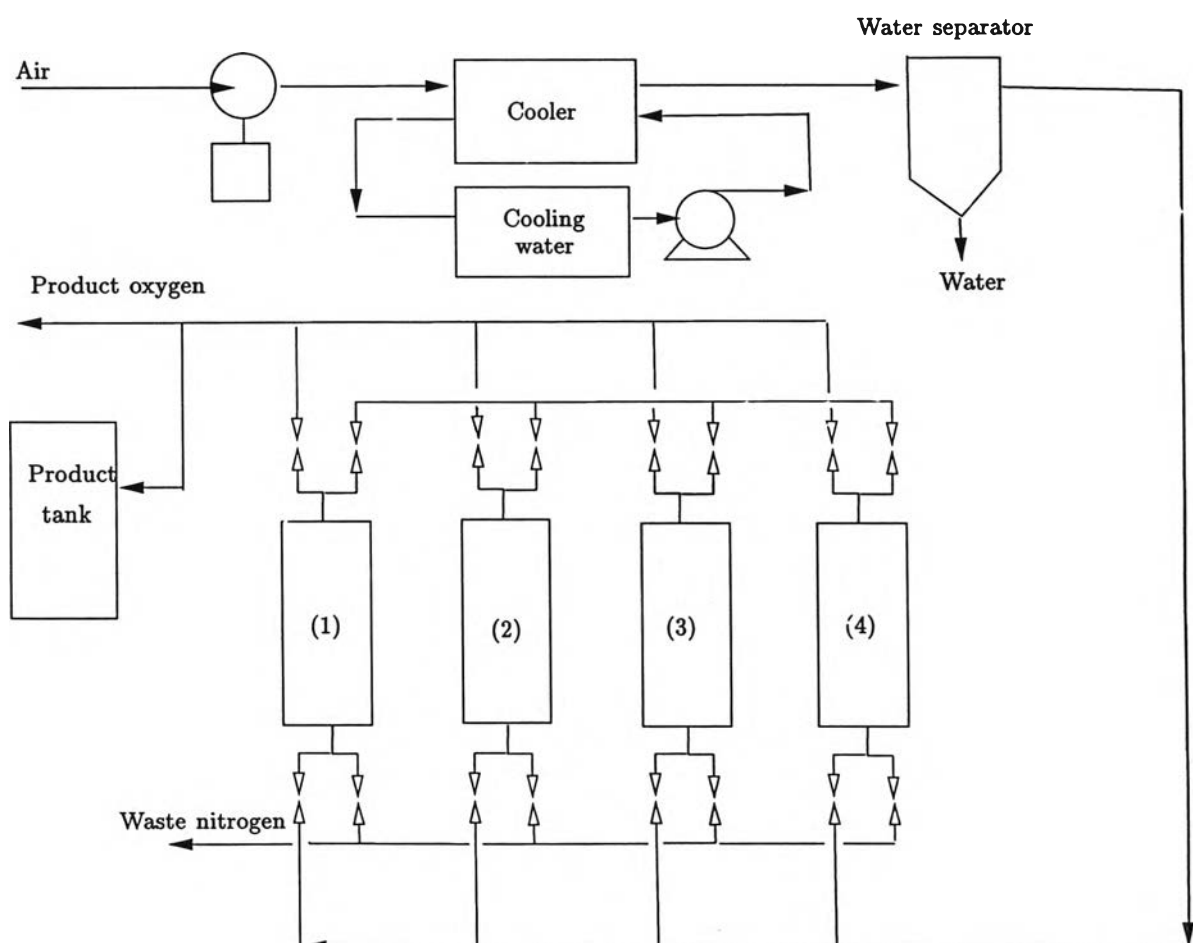 Water separator
Air
Cooler
Cooling
water
Water
Product oxygen
Product
tank
(1)
(2)
(3)
(4)
Waste nitrogen